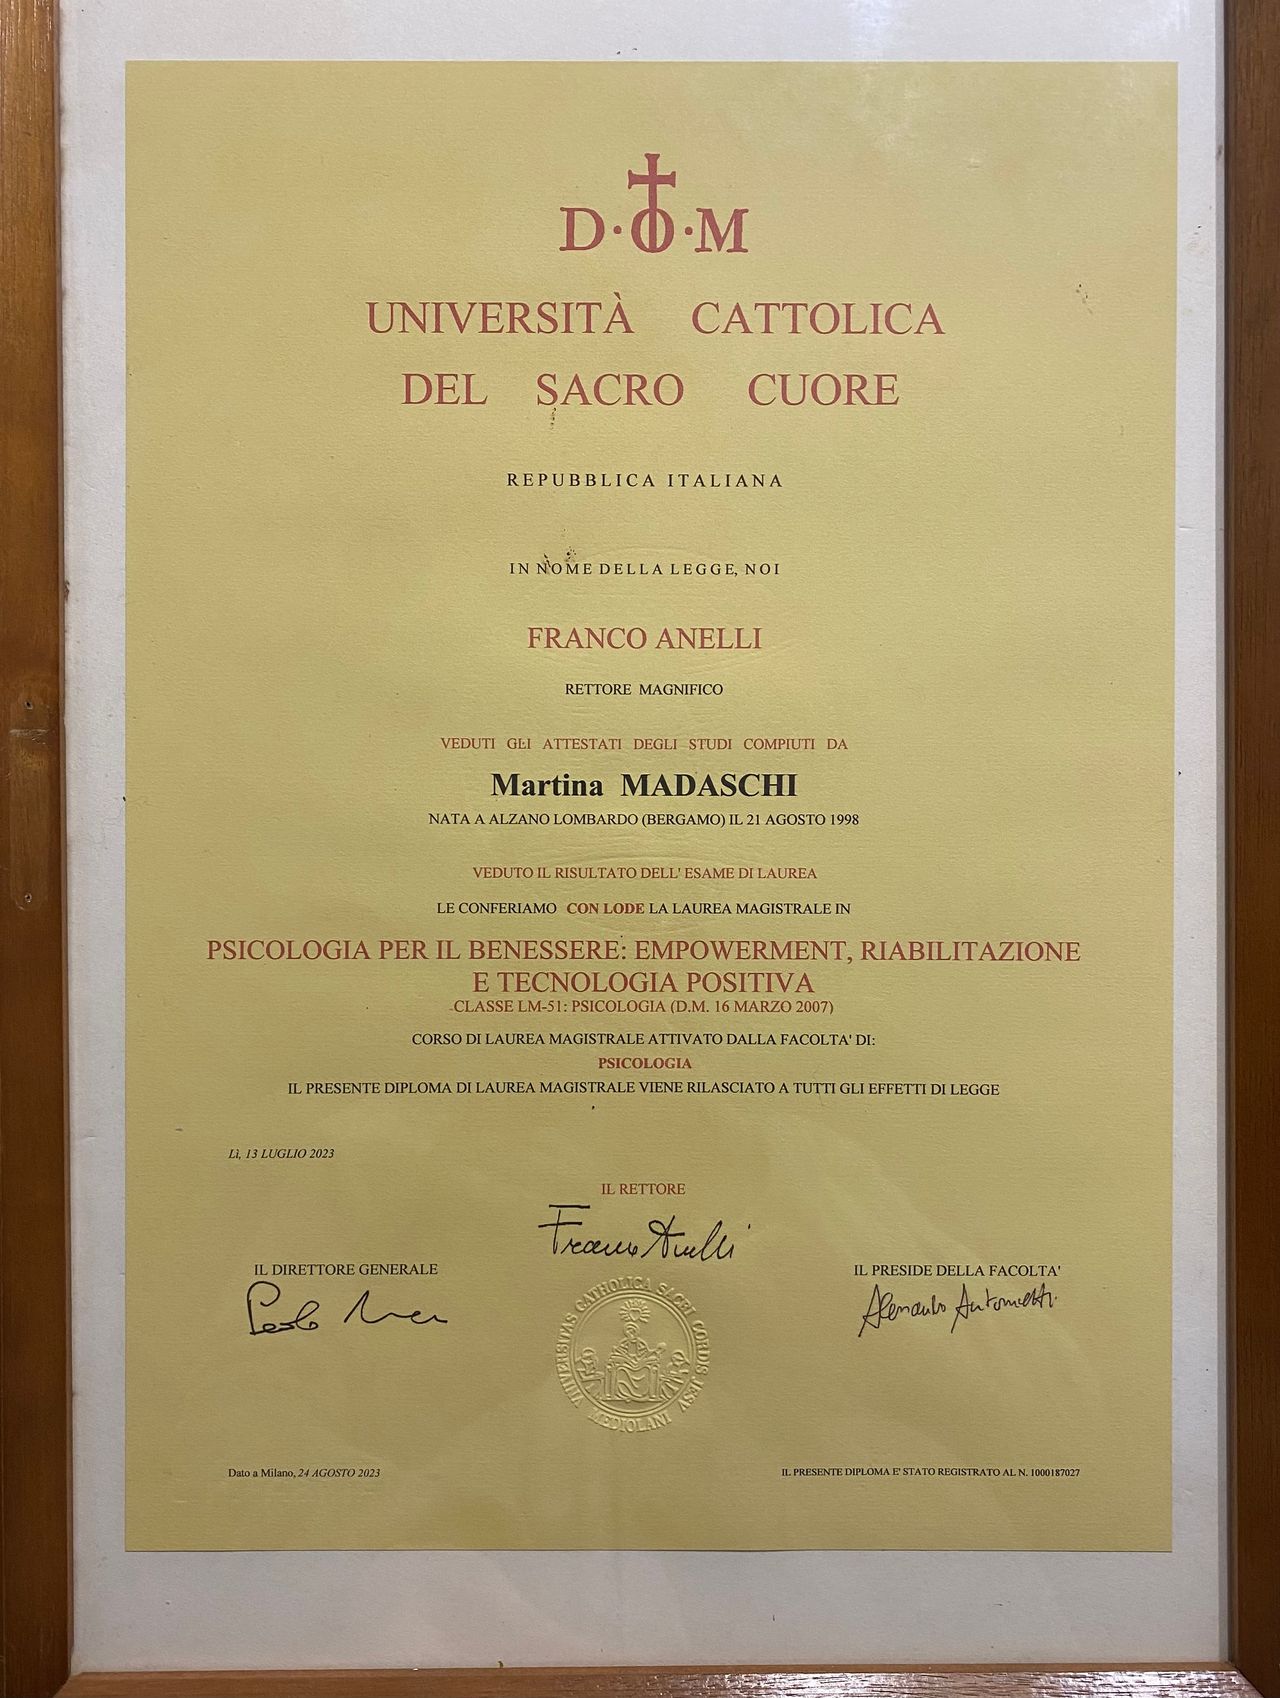 D·O·M
UNIVERSITÀ CATTOLICA
DEL SACRO CUORE
REPUBBLICA ITALIANA
IN NOME DELLA LEGGE, NOI
FRANCO ANELLI
RETTORE MAGNIFICO
VEDUTI GLI ATTESTATI DEGLI STUDI COMPIUTI DA
Martina MADASCHI
NATA A ALZANO LOMBARDO (BERGAMO) IL 21 AGOSTO 1998
VEDUTO IL RISULTATO DELL' ESAME DI LAUREA
LE CONFERIAMO CON LODE LA LAUREA MAGISTRALE IN
PSICOLOGIA PER IL BENESSERE: EMPOWERMENT, RIABILITAZIONE
E TECNOLOGIA POSITIVA
CLASSE LM-51: PSICOLOGIA (D.M. 16 MARZO 2007)
CORSO DI LAUREA MAGISTRALE ATTIVATO DALLA FACOLTA' DI:
PSICOLOGIA
IL PRESENTE DIPLOMA DI LAUREA MAGISTRALE VIENE RILASCIATO A TUTTI GLI EFFETTI DI LEGGE
Lì, 13 LUGLIO 2023
IL RETTORE
Franco Anelli
IL DIRETTORE GENERALE
Paolo
IL PRESIDE DELLA FACOLTA'
Alessandro Antonietti
UNIVERSITAS CATHOLICA SACRI CORDIS JESV
MEDIOLANI
Dato a Milano, 24 AGOSTO 2023
IL PRESENTE DIPLOMA E' STATO REGISTRATO AL N. 1000187027